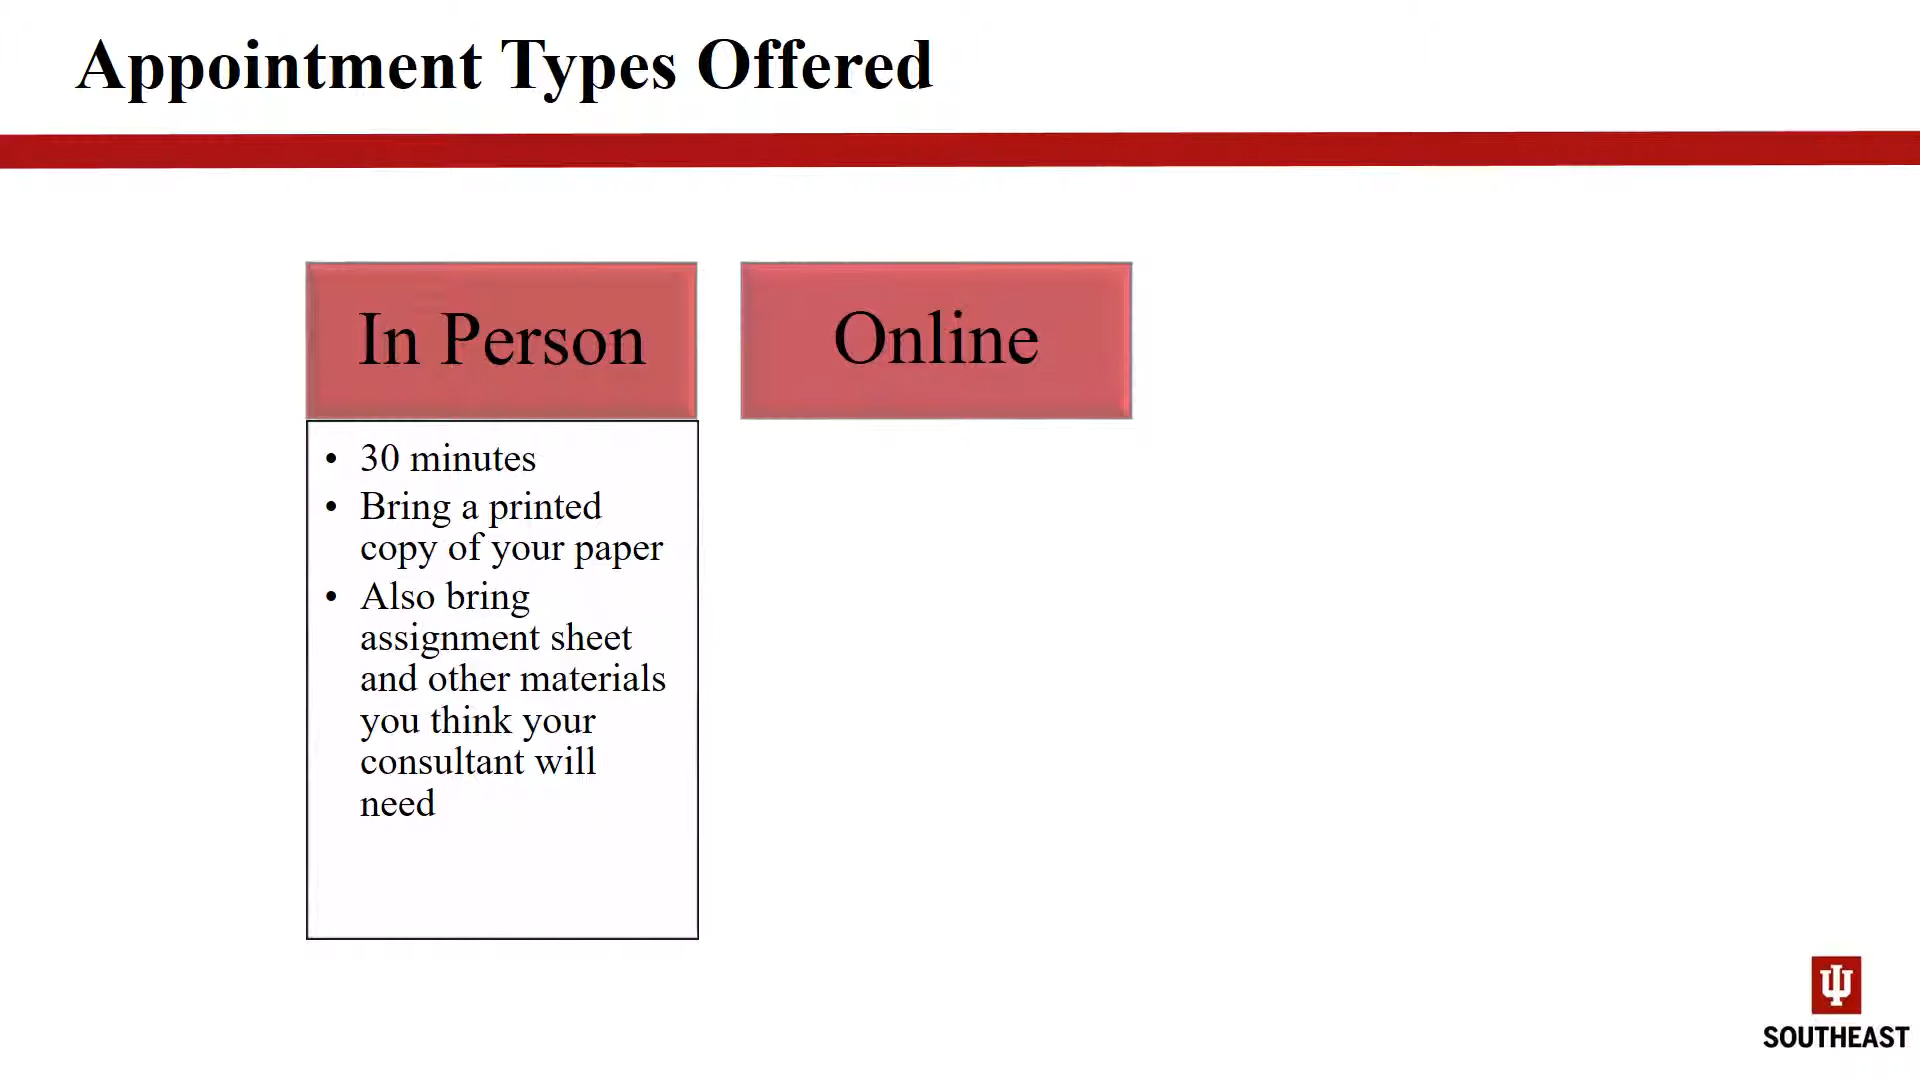 Appointment Types Offered
In Person
• 30 minutes
• Bring a printed
copy of your paper
• Also bring
assignment sheet
and other materials
you think your
consultant will
need
Online
SOUTHEAST